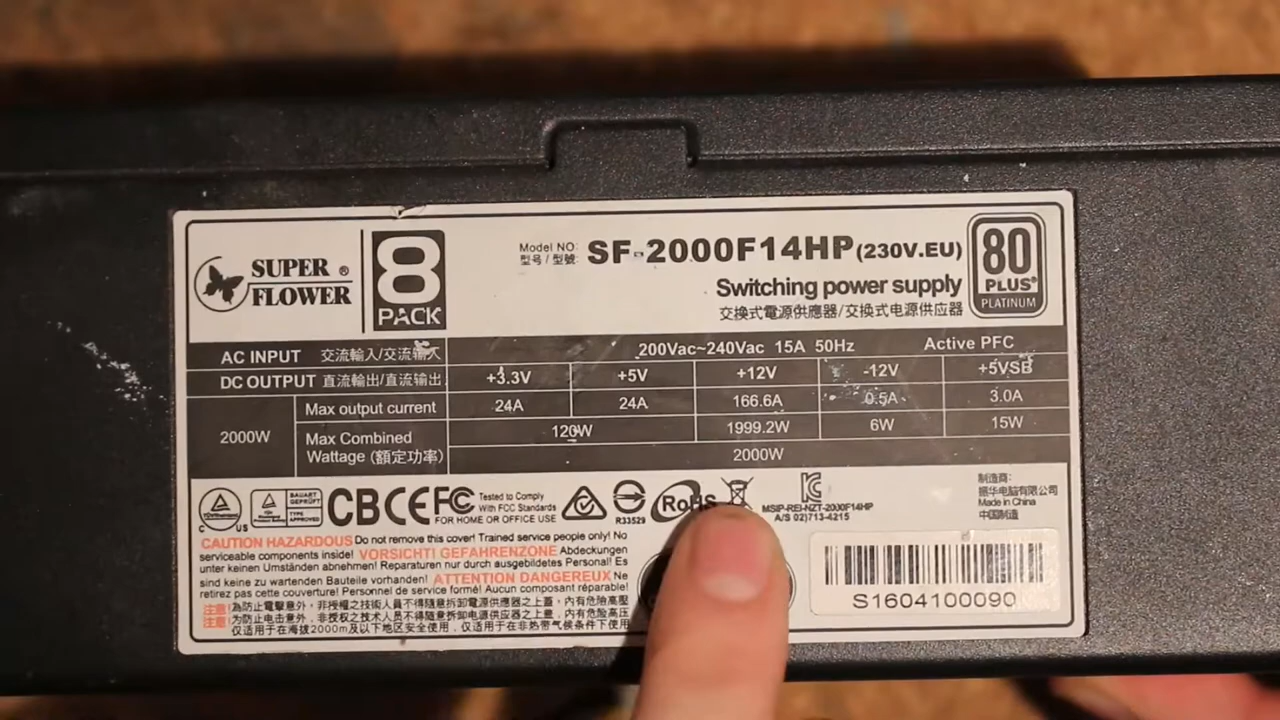 SUPER FLOWER ®
8 PACK
Model NO:
型号 / 型號:
SF-2000F14HP(230V.EU)
Switching power supply
交換式電源供應器/交换式电源供应器
80 PLUS® PLATINUM
AC INPUT 交流輸入/交流输入 200Vac~240Vac 15A 50Hz Active PFC
DC OUTPUT 直流輸出/直流输出 +3.3V +5V +12V -12V +5VSB
2000W
Max output current 24A 24A 166.6A 0.5A 3.0A
Max Combined Wattage (額定功率) 120W 1999.2W 6W 15W
2000W
C US
BAUART GEPRÜFT
TYPE APPROVED
CB CE FC
Tested to Comply
With FCC Standards
FOR HOME OR OFFICE USE
R33529
RoHS
MSIP-REI-NZT-2000F14HP
A/S 02)713-4215
制造商:
振华电脑有限公司
Made in China
中国制造
CAUTION HAZARDOUS Do not remove this cover! Trained service people only! No
serviceable components inside! VORSICHT! GEFAHRENZONE Abdeckungen
unter keinen Umständen abnehmen! Reparaturen nur durch ausgebildetes Personal! Es
sind keine zu wartenden Bauteile vorhanden! ATTENTION DANGEREUX Ne
retirez pas cette couverture! Personnel de service formé! Aucun composant réparable!
注意 為防止電擊意外，非授權之技術人員不得隨意拆卸電源供應器之上蓋，內有危險高壓
注意 为防止电击意外，非授权之技术人员不得随意拆卸电源供应器之上盖，内有危险高压
仅适用于在海拔2000m及以下地区安全使用，仅适用于在非热带气候条件下使用
S1604100090